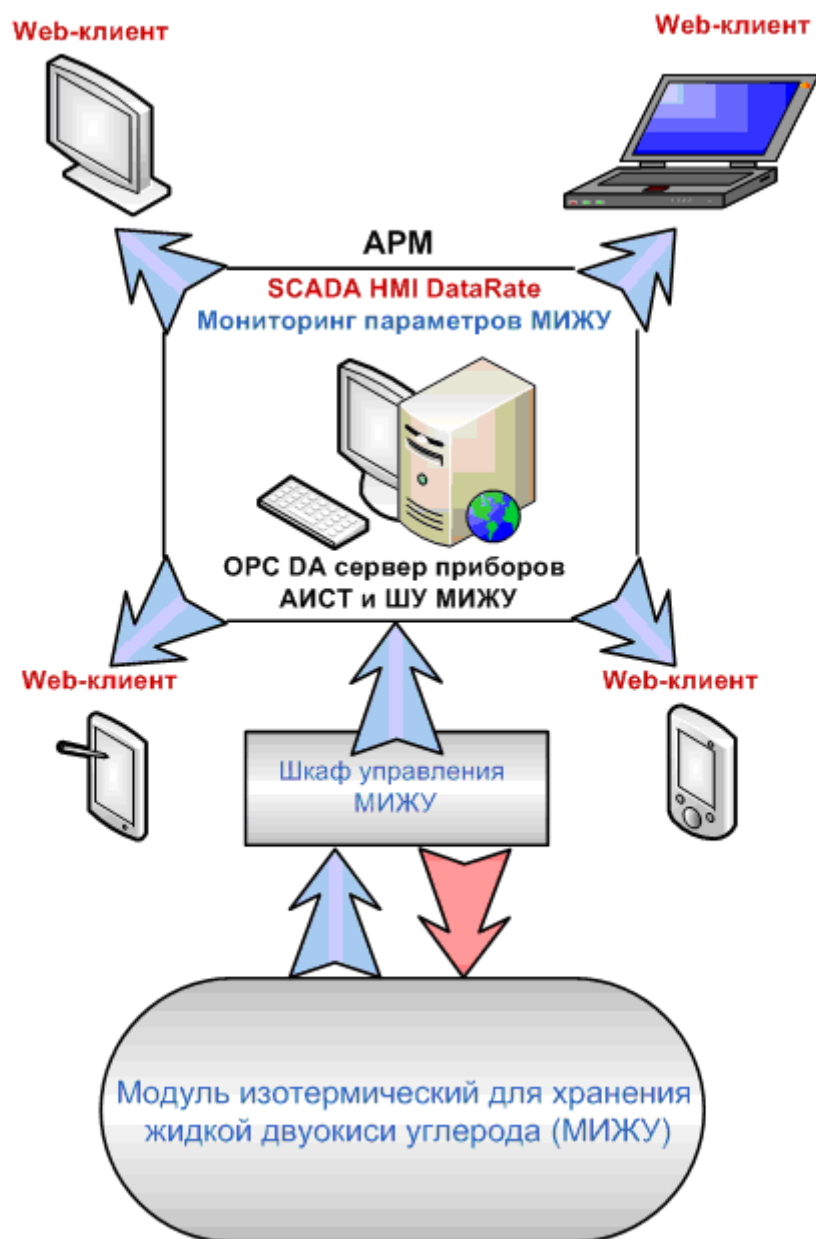 Web-клиент
Web-клиент
АРМ
SCADA HMI DataRate
Мониторинг параметров МИЖУ
OPC DA сервер приборов
АИСТ и ШУ МИЖУ
Web-клиент
Web-клиент
Шкаф управления
МИЖУ
Модуль изотермический для хранения
жидкой двуокиси углерода (МИЖУ)